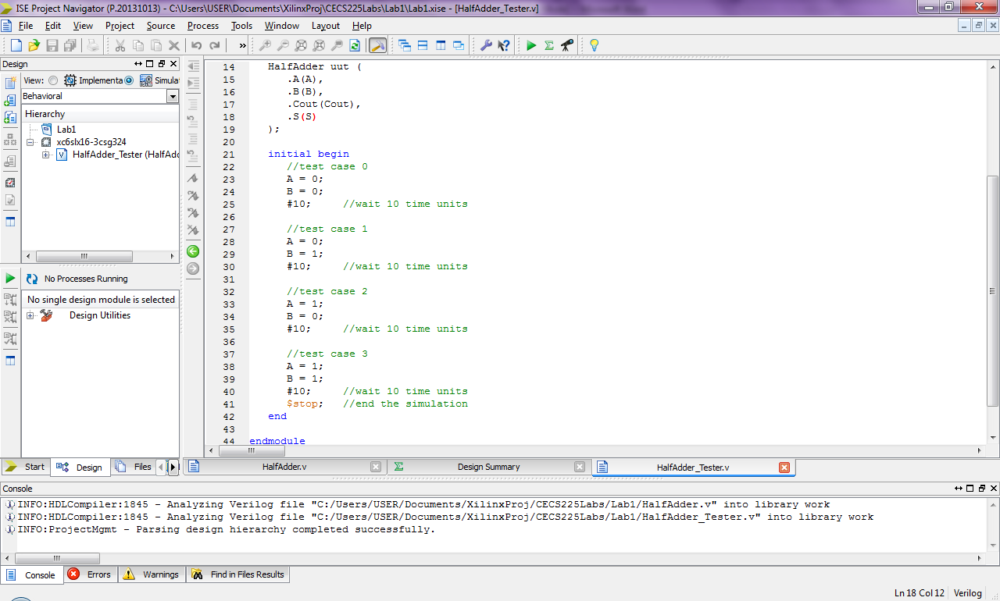 ISE Project Navigator (P.20131013) - C:\Users\USER\Documents\XilinxProj\CECS225Labs\Lab1\Lab1.xise - [HalfAdder_Tester.v]
File Edit View Project Source Process Tools Window Layout Help
Design
View: Implementa Simula
Behavioral
Hierarchy
Lab1
xc6slx16-3csg324
HalfAdder_Tester (HalfAdd
No Processes Running
No single design module is selected
Design Utilities
Start Design Files
14 HalfAdder uut (
15 .A(A),
16 .B(B),
17 .Cout(Cout),
18 .S(S)
19 );
20
21 initial begin
22 //test case 0
23 A = 0;
24 B = 0;
25 #10; //wait 10 time units
26
27 //test case 1
28 A = 0;
29 B = 1;
30 #10; //wait 10 time units
31
32 //test case 2
33 A = 1;
34 B = 0;
35 #10; //wait 10 time units
36
37 //test case 3
38 A = 1;
39 B = 1;
40 #10; //wait 10 time units
41 $stop; //end the simulation
42 end
43
44 endmodule
HalfAdder.v Design Summary HalfAdder_Tester.v
Console
INFO:HDLCompiler:1845 - Analyzing Verilog file "C:/Users/USER/Documents/XilinxProj/CECS225Labs/Lab1/HalfAdder.v" into library work
INFO:HDLCompiler:1845 - Analyzing Verilog file "C:/Users/USER/Documents/XilinxProj/CECS225Labs/Lab1/HalfAdder_Tester.v" into library work
INFO:ProjectMgmt - Parsing design hierarchy completed successfully.
Console Errors Warnings Find in Files Results
Ln 18 Col 12 Verilog